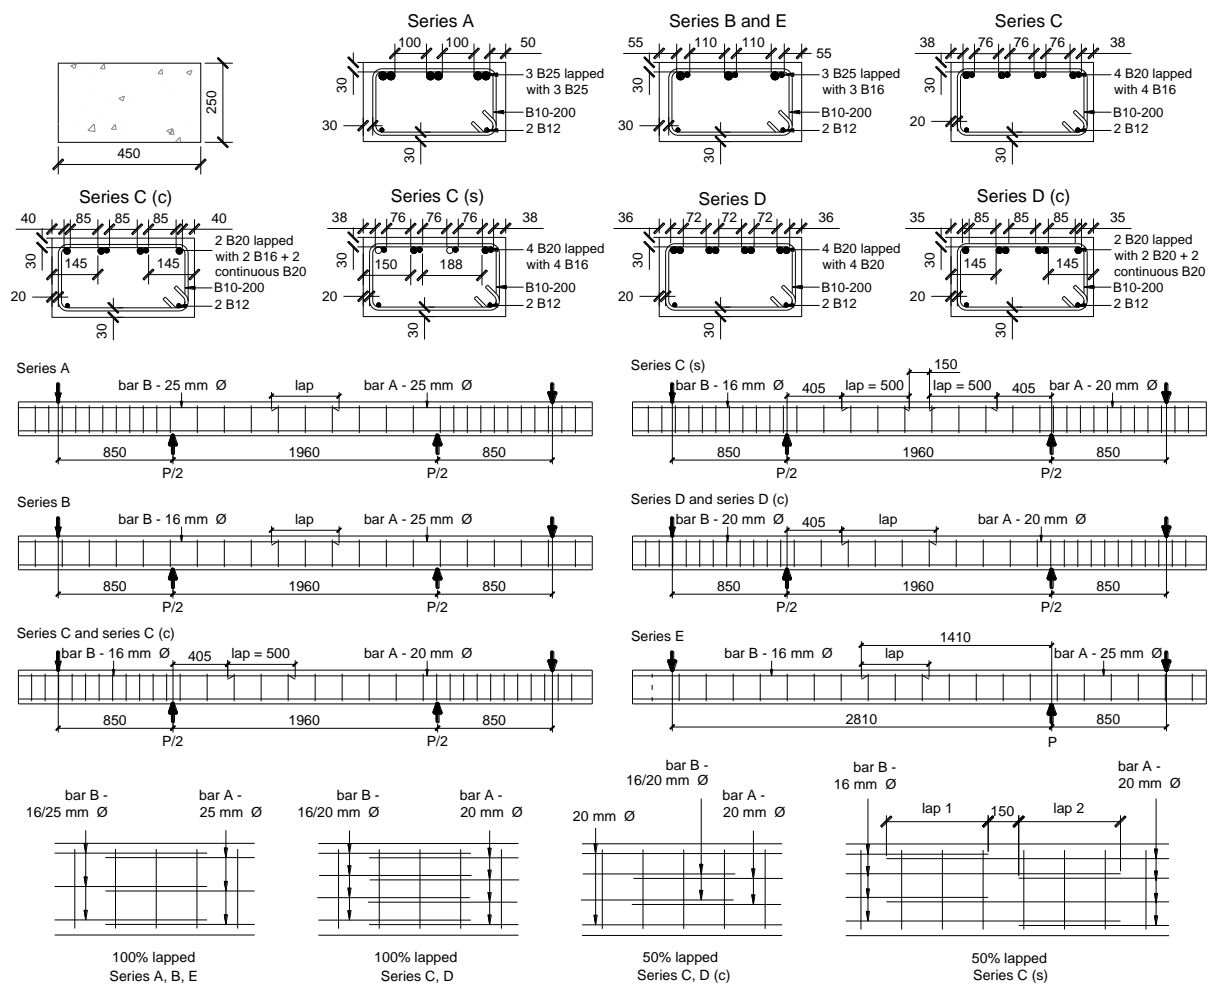 Series A
Series B and E
Series C
100 100 50
55 110 110 55
38 76 76 76 38
250
450
30
3 B25 lapped
with 3 B25
B10-200
2 B12
30
30
30
3 B25 lapped
with 3 B16
B10-200
2 B12
30
30
30
4 B20 lapped
with 4 B16
B10-200
2 B12
20
30
Series C (c)
Series C (s)
Series D
Series D (c)
40 85 85 85 40
38 76 76 76 38
36 72 72 72 36
35 85 85 85 35
30
2 B20 lapped
with 2 B16 + 2
continuous B20
B10-200
2 B12
145 145
20
30
30
4 B20 lapped
with 4 B16
B10-200
2 B12
150 188
20
30
30
4 B20 lapped
with 4 B20
B10-200
2 B12
20
30
30
2 B20 lapped
with 2 B20 + 2
continuous B20
B10-200
2 B12
145 145
20
30
Series A
bar B - 25 mm Ø lap bar A - 25 mm Ø
850 1960 850
P/2 P/2
Series C (s)
150
bar B - 16 mm Ø 405 lap = 500 lap = 500 405 bar A - 20 mm Ø
850 1960 850
P/2 P/2
Series B
bar B - 16 mm Ø lap bar A - 25 mm Ø
850 1960 850
P/2 P/2
Series D and series D (c)
bar B - 20 mm Ø 405 lap bar A - 20 mm Ø
850 1960 850
P/2 P/2
Series C and series C (c)
bar B - 16 mm Ø 405 lap = 500 bar A - 20 mm Ø
850 1960 850
P/2 P/2
Series E
1410
bar B - 16 mm Ø lap bar A - 25 mm Ø
2810 850
P
bar B -
16/25 mm Ø
bar A -
25 mm Ø
100% lapped
Series A, B, E
bar B -
16/20 mm Ø
bar A -
20 mm Ø
100% lapped
Series C, D
20 mm Ø
bar B -
16/20 mm Ø
bar A -
20 mm Ø
50% lapped
Series C, D (c)
bar B -
16 mm Ø
lap 1 150 lap 2
bar A -
20 mm Ø
50% lapped
Series C (s)